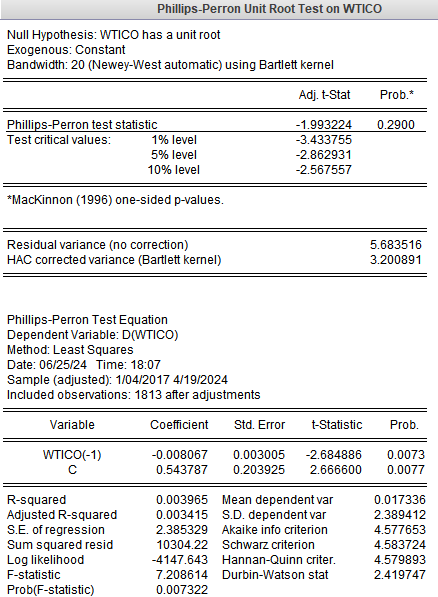 Phillips-Perron Unit Root Test on WTICO
Null Hypothesis: WTICO has a unit root
Exogenous: Constant
Bandwidth: 20 (Newey-West automatic) using Bartlett kernel
Adj. t-Stat Prob.*
Phillips-Perron test statistic -1.993224 0.2900
Test critical values: 1% level -3.433755
5% level -2.862931
10% level -2.567557
*MacKinnon (1996) one-sided p-values.
Residual variance (no correction) 5.683516
HAC corrected variance (Bartlett kernel) 3.200891
Phillips-Perron Test Equation
Dependent Variable: D(WTICO)
Method: Least Squares
Date: 06/25/24 Time: 18:07
Sample (adjusted): 1/04/2017 4/19/2024
Included observations: 1813 after adjustments
Variable Coefficient Std. Error t-Statistic Prob.
WTICO(-1) -0.008067 0.003005 -2.684886 0.0073
C 0.543787 0.203925 2.666600 0.0077
R-squared 0.003965 Mean dependent var 0.017336
Adjusted R-squared 0.003415 S.D. dependent var 2.389412
S.E. of regression 2.385329 Akaike info criterion 4.577653
Sum squared resid 10304.22 Schwarz criterion 4.583724
Log likelihood -4147.643 Hannan-Quinn criter. 4.579893
F-statistic 7.208614 Durbin-Watson stat 2.419747
Prob(F-statistic) 0.007322